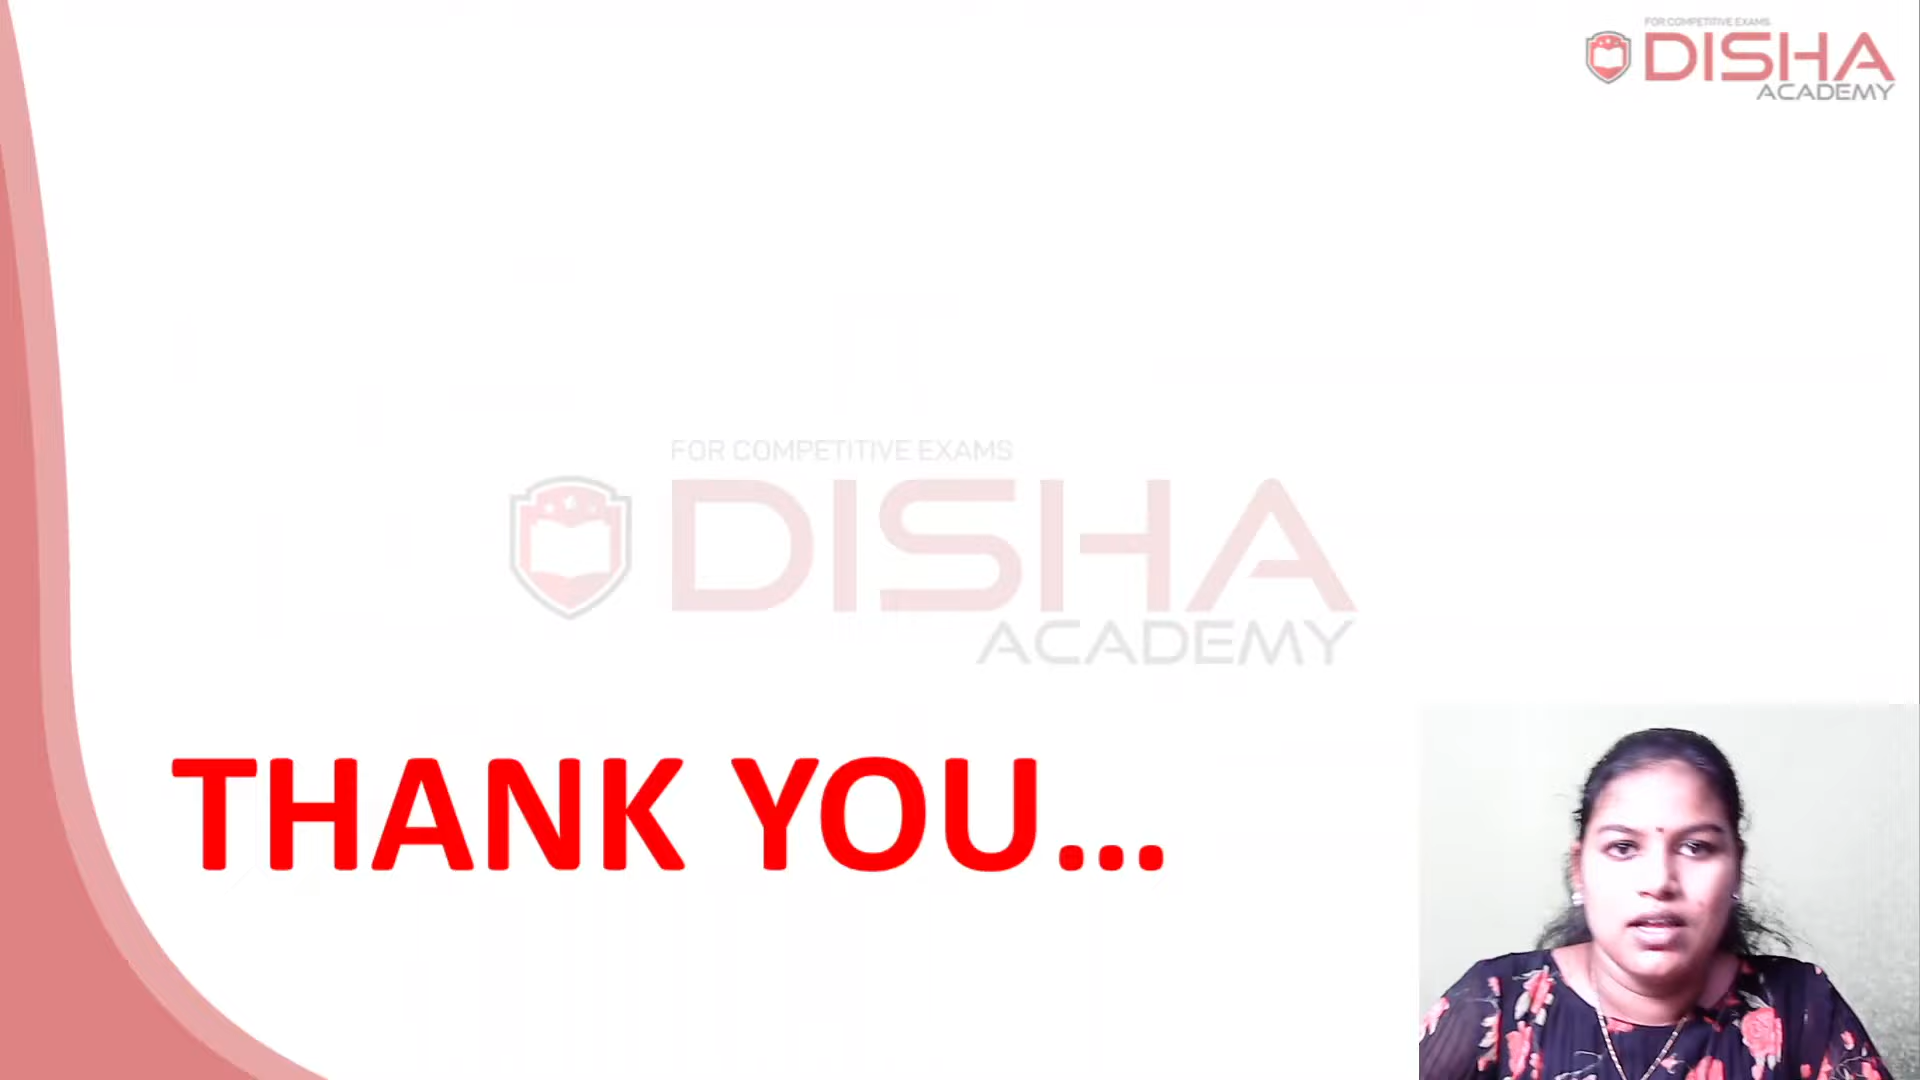 FOR COMPETITIVE EXAMS
DISHA
ACADEMY
FOR COMPETITIVE EXAMS
DISHA
ACADEMY
THANK YOU...